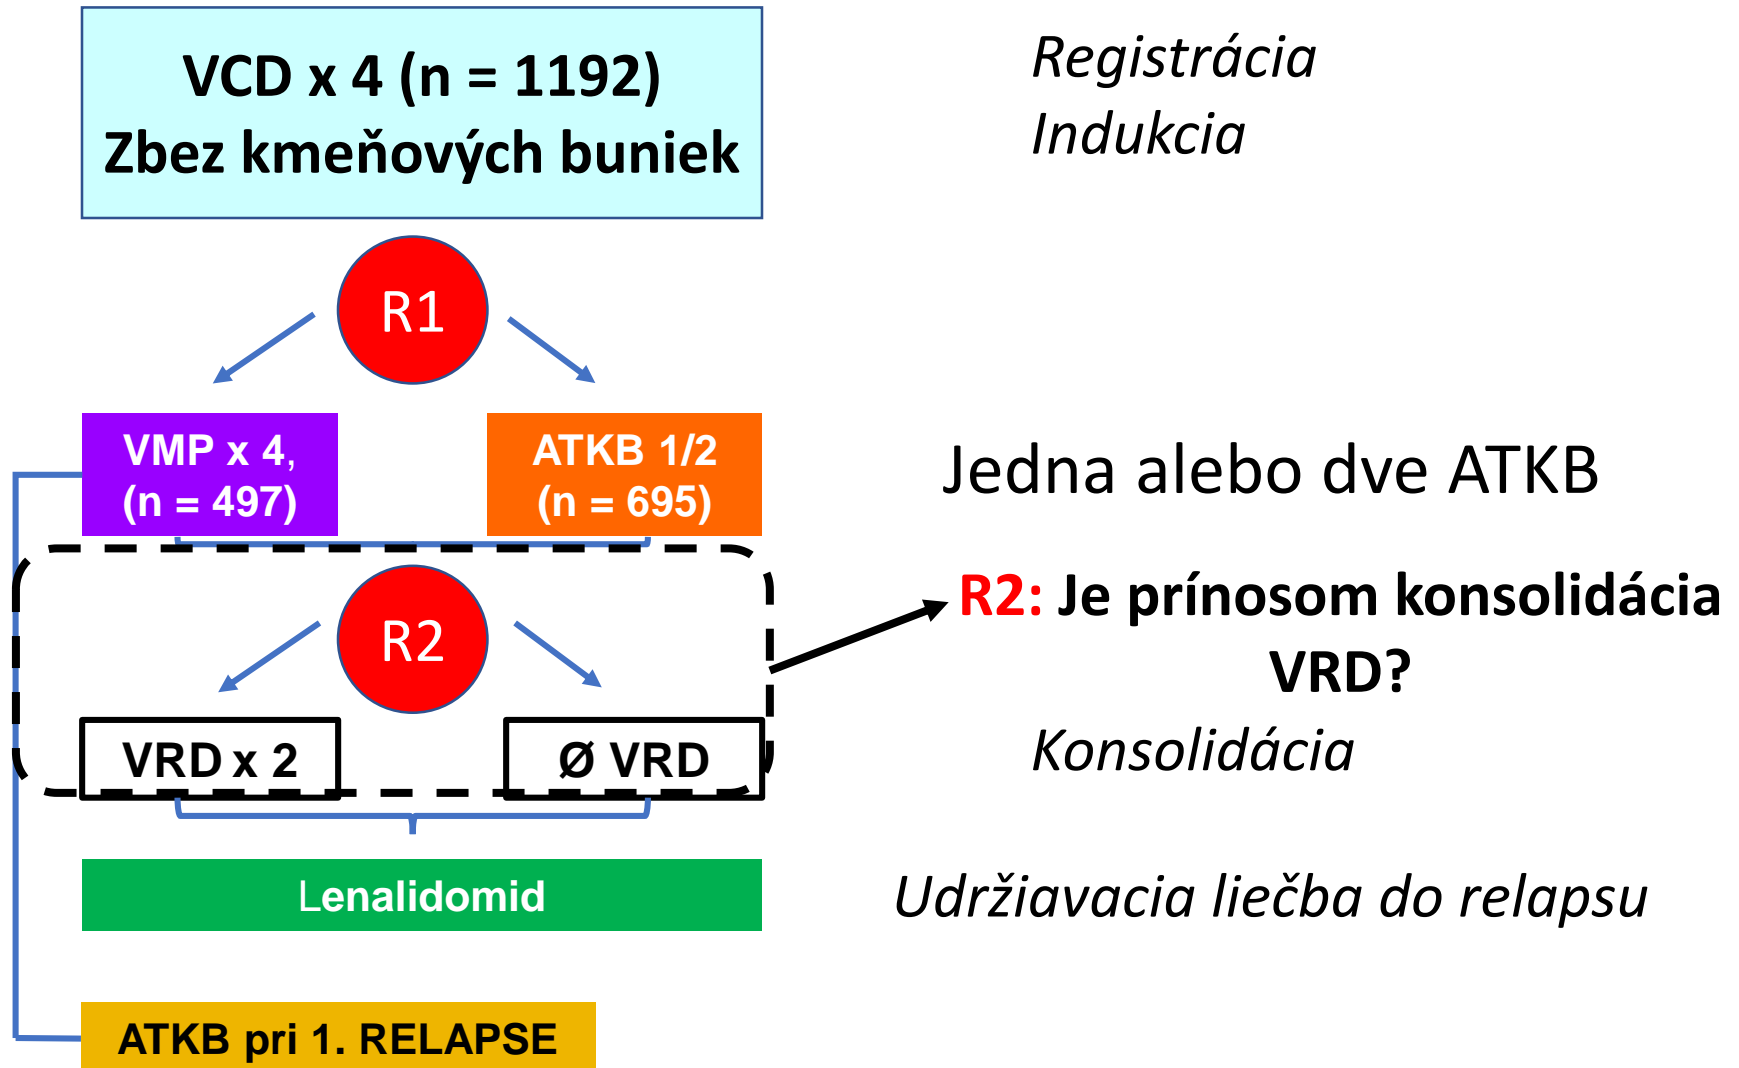 VCD x 4 (n = 1192)
Zbez kmeňových buniek
Registrácia
Indukcia
R1
VMP x 4,
(n = 497)
ATKB 1/2
(n = 695)
Jedna alebo dve ATKB
R2
R2: Je prínosom konsolidácia
VRD?
VRD x 2
Ø VRD
Konsolidácia
Lenalidomid
Udržiavacia liečba do relapsu
ATKB pri 1. RELAPSE